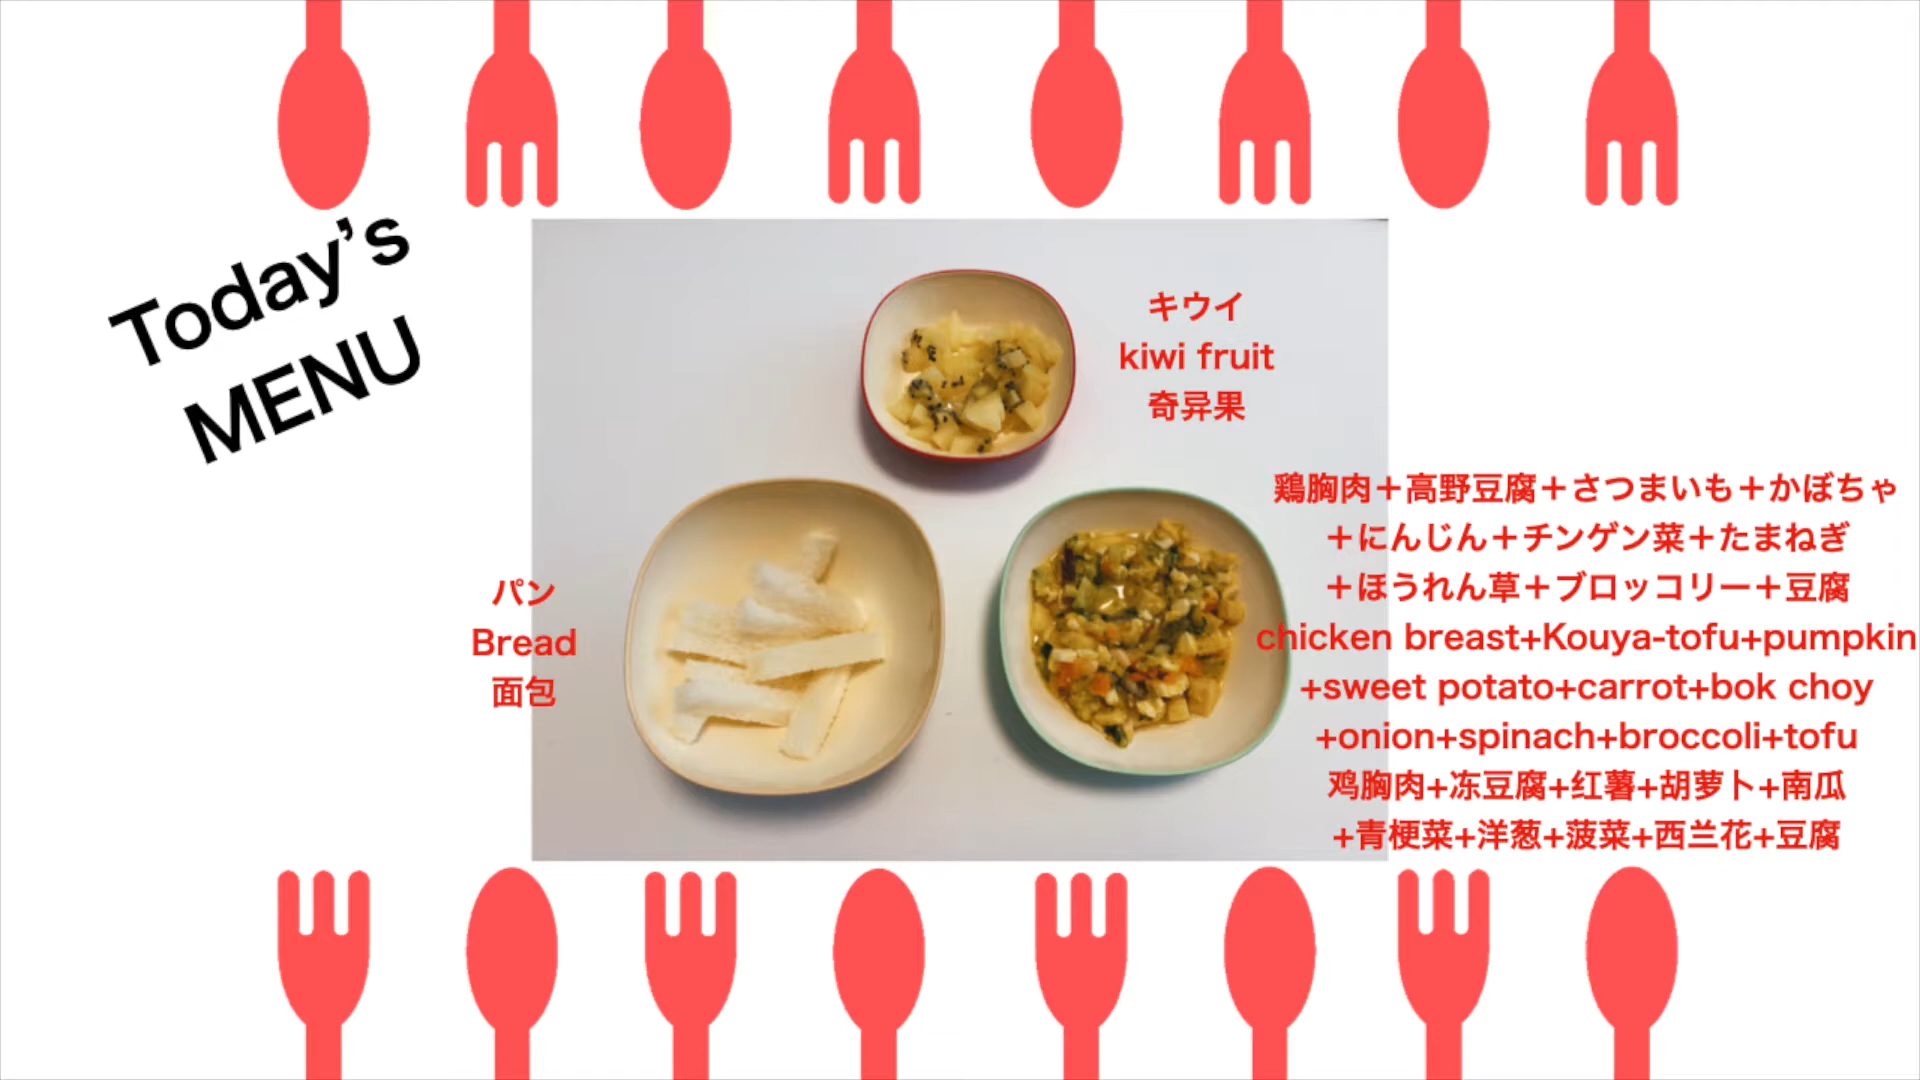 Today’s
MENU
キウイ
kiwi fruit
奇异果
パン
Bread
面包
鶏胸肉＋高野豆腐＋さつまいも＋かぼちゃ
＋にんじん＋チンゲン菜＋たまねぎ
＋ほうれん草＋ブロッコリー＋豆腐
chicken breast+Kouya-tofu+pumpkin
+sweet potato+carrot+bok choy
+onion+spinach+broccoli+tofu
鸡胸肉+冻豆腐+红薯+胡萝卜+南瓜
+青梗菜+洋葱+菠菜+西兰花+豆腐